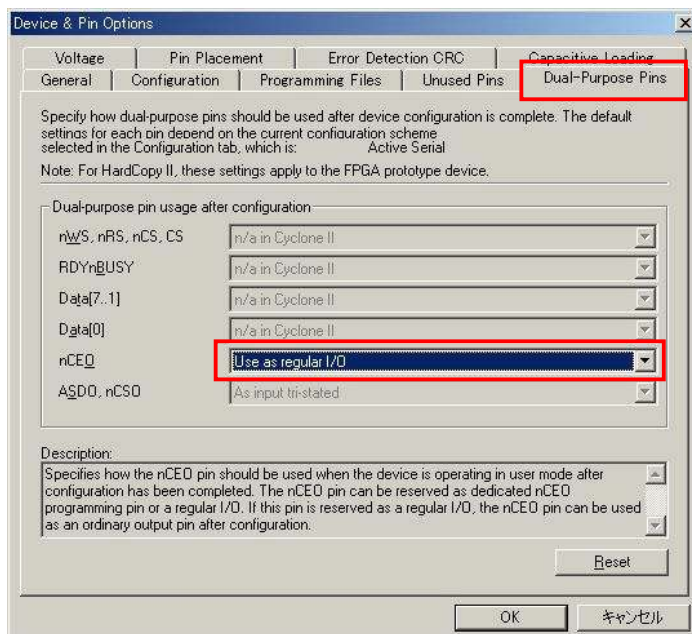 Device & Pin Options
Voltage Pin Placement Error Detection CRC Capacitive Loading
General Configuration Programming Files Unused Pins Dual-Purpose Pins
Specify how dual-purpose pins should be used after device configuration is complete. The default
settings for each pin depend on the current configuration scheme
selected in the Configuration tab, which is: Active Serial
Note: For HardCopy II, these settings apply to the FPGA prototype device.
Dual-purpose pin usage after configuration
nWS, nRS, nCS, CS n/a in Cyclone II
RDYnBUSY n/a in Cyclone II
Data[7..1] n/a in Cyclone II
Data[0] n/a in Cyclone II
nCEO Use as regular I/O
ASDO, nCSO As input tri-stated
Description:
Specifies how the nCEO pin should be used when the device is operating in user mode after
configuration has been completed. The nCEO pin can be reserved as dedicated nCEO
programming pin or a regular I/O. If this pin is reserved as a regular I/O, the nCEO pin can be used
as an ordinary output pin after configuration.
Reset
OK キャンセル